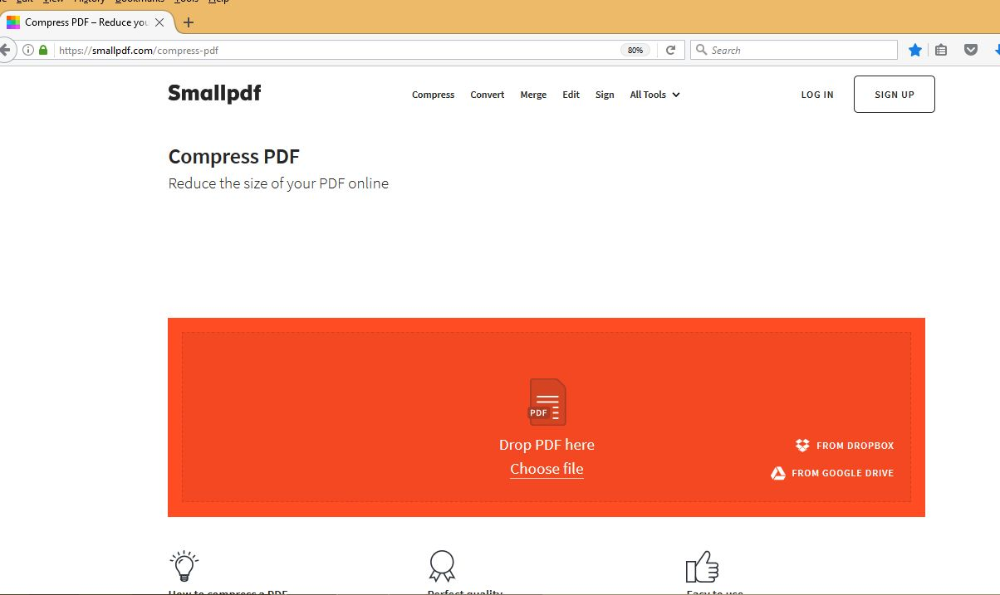 Edit View History Bookmarks Tools Help
Compress PDF – Reduce you
https://smallpdf.com/compress-pdf
80%
Search
Smallpdf
Compress Convert Merge Edit Sign All Tools
LOG IN
SIGN UP
Compress PDF
Reduce the size of your PDF online
PDF
Drop PDF here
Choose file
FROM DROPBOX
FROM GOOGLE DRIVE
How to compress a PDF
Perfect quality
Easy to use